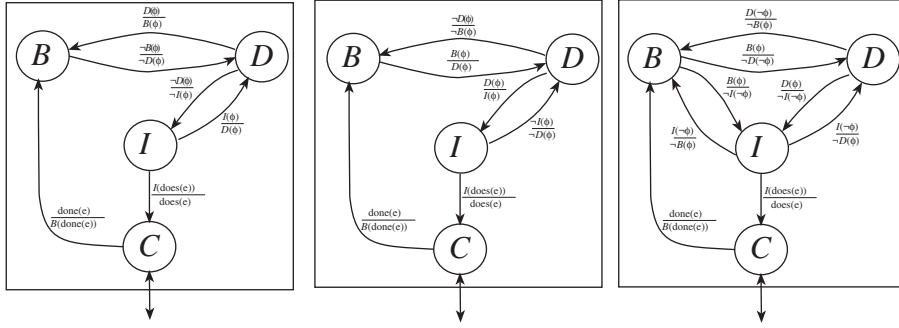 D(ϕ)
B(ϕ)
B
¬B(ϕ)
¬D(ϕ)
D
¬D(ϕ)
¬I(ϕ)
I(ϕ)
D(ϕ)
I
I(does(e))
does(e)
done(e)
B(done(e))
C
¬D(ϕ)
¬B(ϕ)
B
B(ϕ)
D(ϕ)
D
D(ϕ)
I(ϕ)
¬I(ϕ)
¬D(ϕ)
I
I(does(e))
does(e)
done(e)
B(done(e))
C
D(¬ϕ)
¬B(ϕ)
B
B(ϕ)
¬D(¬ϕ)
D
B(ϕ)
¬I(¬ϕ)
D(ϕ)
¬I(¬ϕ)
I(¬ϕ)
¬B(ϕ)
I
I(¬ϕ)
¬D(ϕ)
I(does(e))
does(e)
done(e)
B(done(e))
C